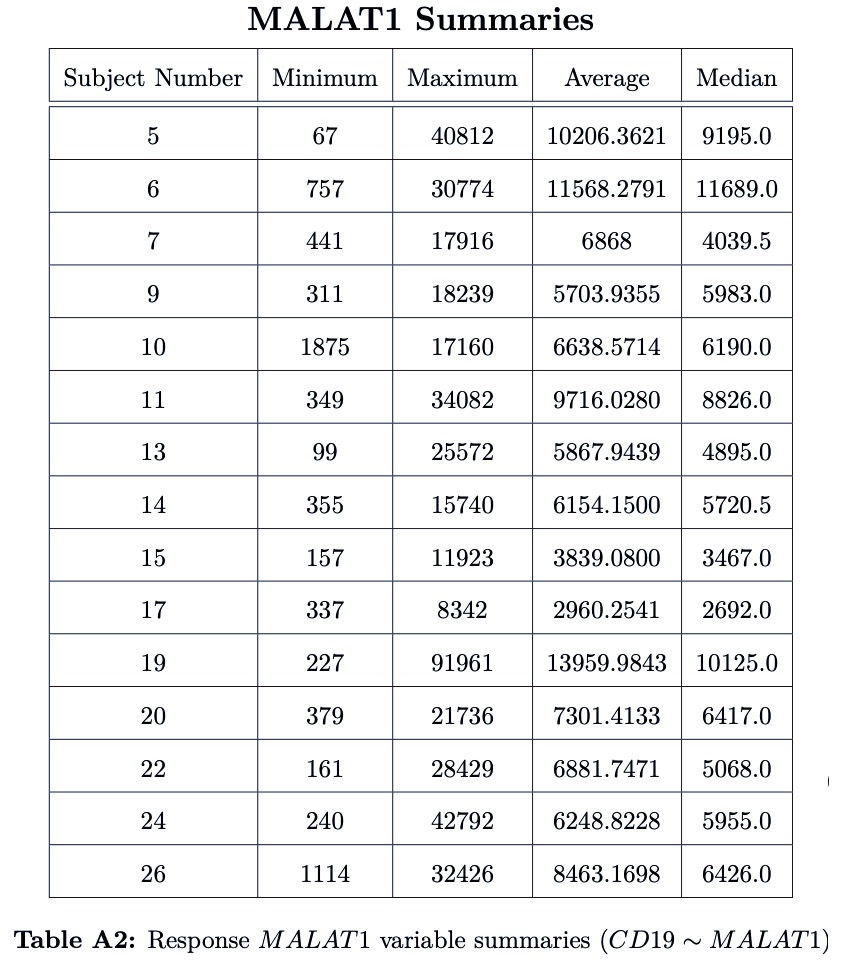 MALAT1 Summaries
Subject Number Minimum Maximum Average Median
5 67 40812 10206.3621 9195.0
6 757 30774 11568.2791 11689.0
7 441 17916 6868 4039.5
9 311 18239 5703.9355 5983.0
10 1875 17160 6638.5714 6190.0
11 349 34082 9716.0280 8826.0
13 99 25572 5867.9439 4895.0
14 355 15740 6154.1500 5720.5
15 157 11923 3839.0800 3467.0
17 337 8342 2960.2541 2692.0
19 227 91961 13959.9843 10125.0
20 379 21736 7301.4133 6417.0
22 161 28429 6881.7471 5068.0
24 240 42792 6248.8228 5955.0
26 1114 32426 8463.1698 6426.0
Table A2: Response MALAT1 variable summaries (CD19 ~ MALAT1)